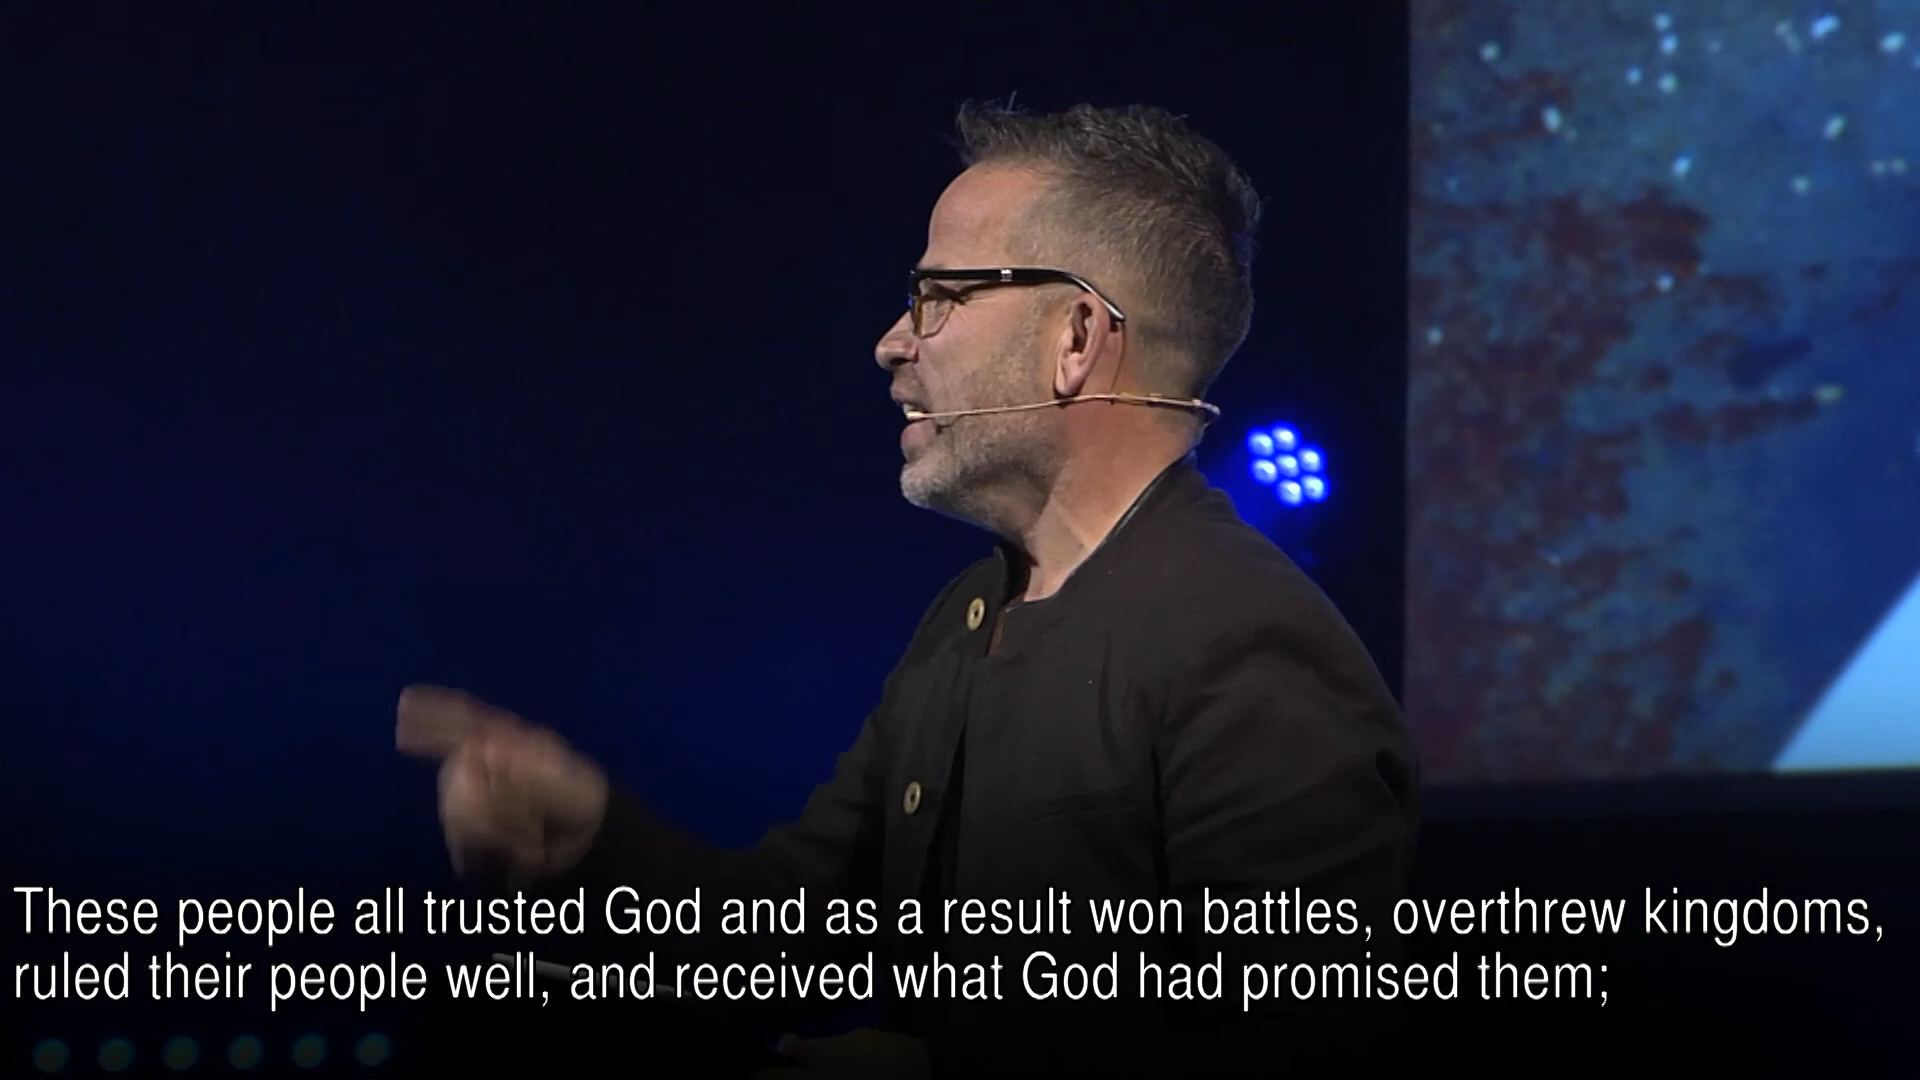 These people all trusted God and as a result won battles, overthrew kingdoms,
ruled their people well, and received what God had promised them;